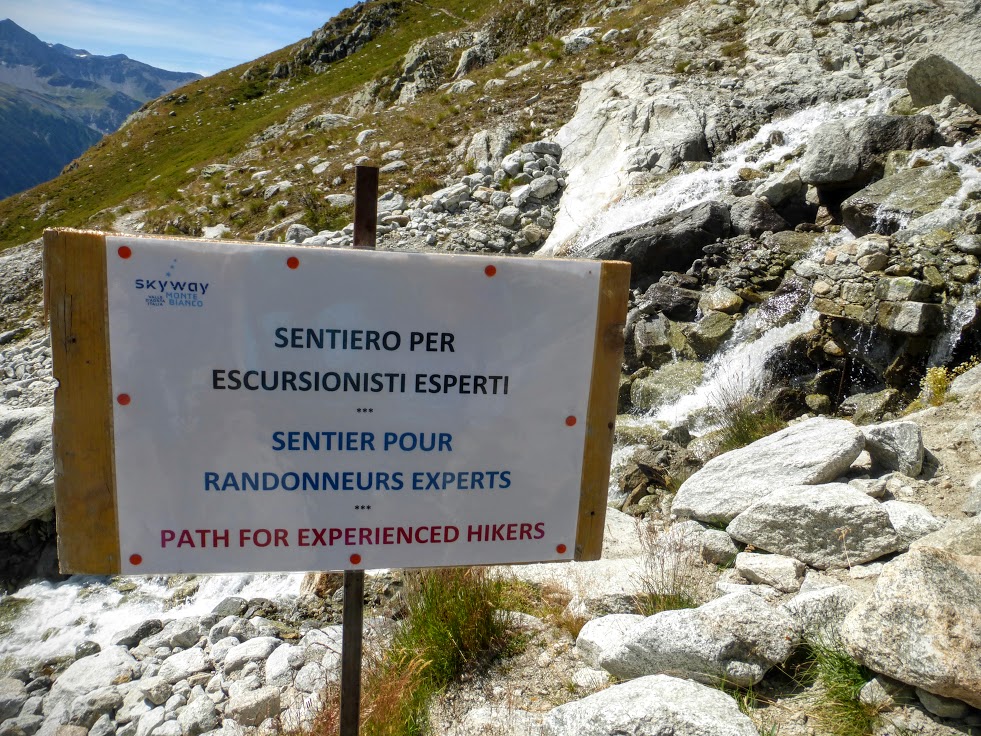 SKYWAY
MONTE
BIANCO
SENTIERO PER
ESCURSIONISTI ESPERTI
***
SENTIER POUR
RANDONNEURS EXPERTS
***
PATH FOR EXPERIENCED HIKERS